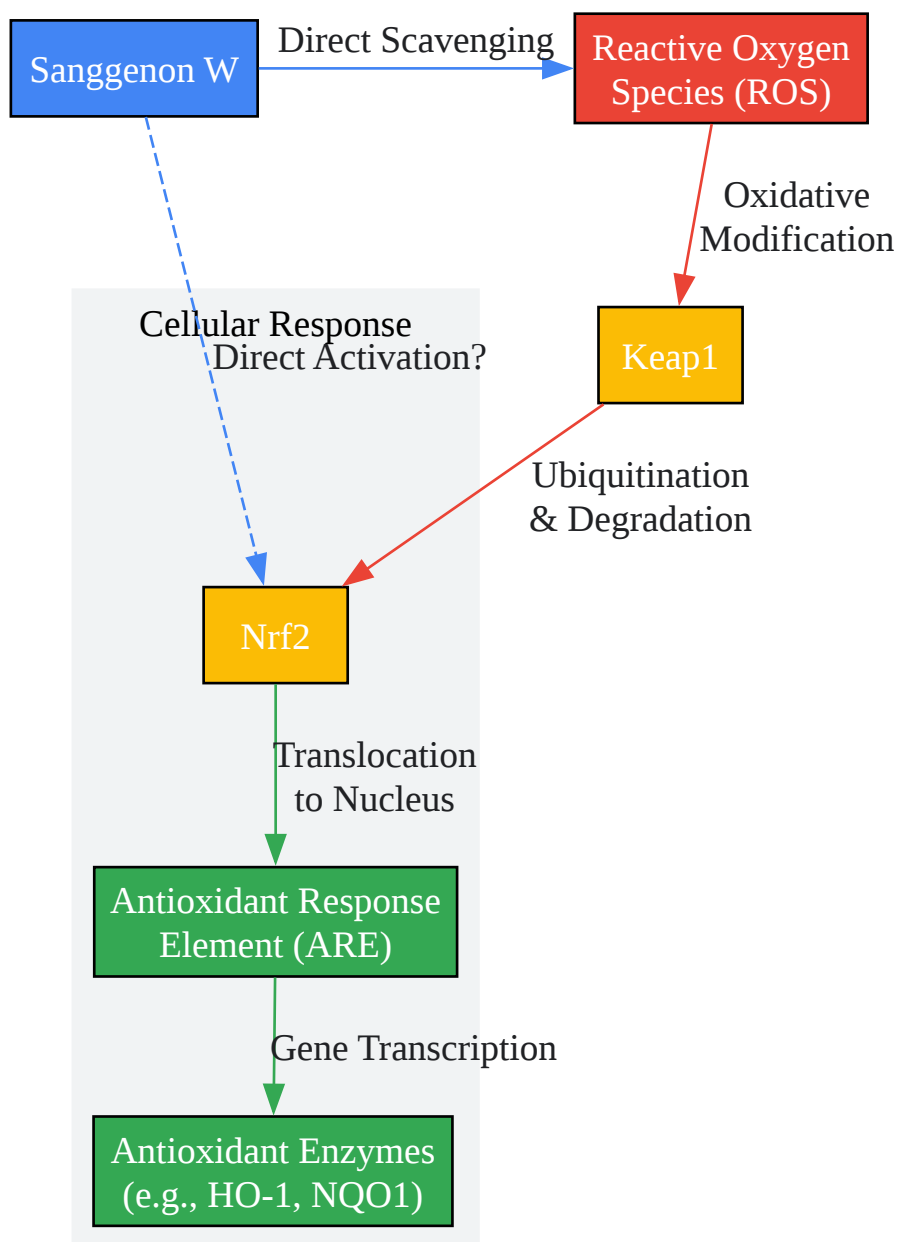 Sanggenon W
Direct Scavenging
Reactive Oxygen
Species (ROS)
Oxidative
Modification
Cellular Response
Direct Activation?
Keap1
Ubiquitination
& Degradation
Nrf2
Translocation
to Nucleus
Antioxidant Response
Element (ARE)
Gene Transcription
Antioxidant Enzymes
(e.g., HO-1, NQO1)